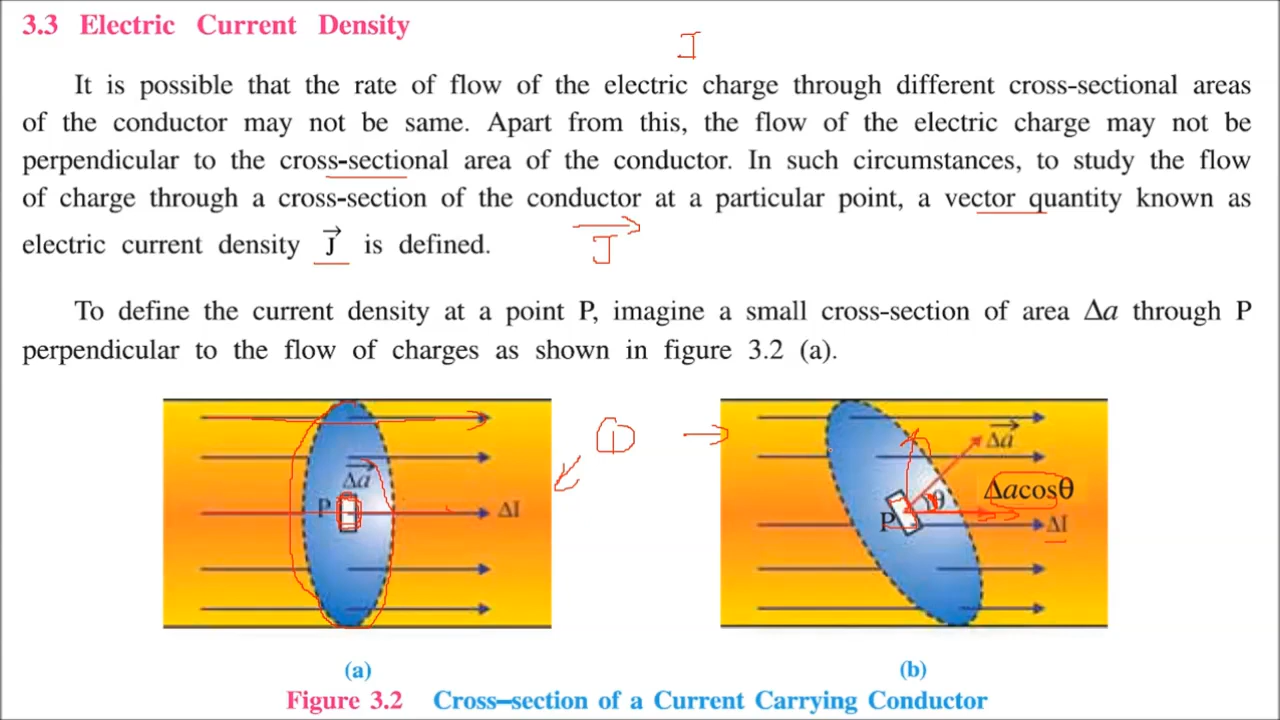 3.3 Electric Current Density
J
It is possible that the rate of flow of the electric charge through different cross-sectional areas
of the conductor may not be same. Apart from this, the flow of the electric charge may not be
perpendicular to the cross-sectional area of the conductor. In such circumstances, to study the flow
of charge through a cross-section of the conductor at a particular point, a vector quantity known as
electric current density J⃗ is defined.
J⃗
To define the current density at a point P, imagine a small cross-section of area Δa through P
perpendicular to the flow of charges as shown in figure 3.2 (a).
Δa⃗
P
ΔI
I
Δa⃗
θ
Δacosθ
P
ΔI
(a)
(b)
Figure 3.2 Cross–section of a Current Carrying Conductor